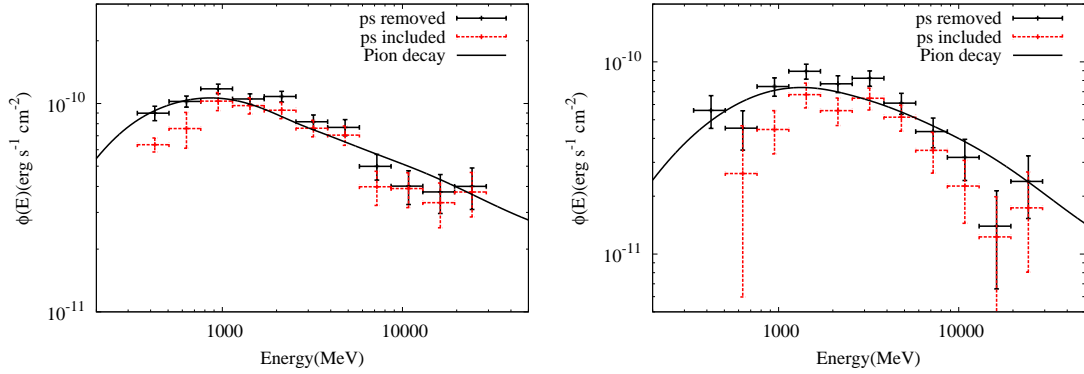 ps removed
ps included
Pion decay
10^-10
10^-11
1000
10000
Energy(MeV)
ϕ(E)(erg s^-1 cm^-2)
ps removed
ps included
Pion decay
10^-10
10^-11
1000
10000
Energy(MeV)
ϕ(E)(erg s^-1 cm^-2)